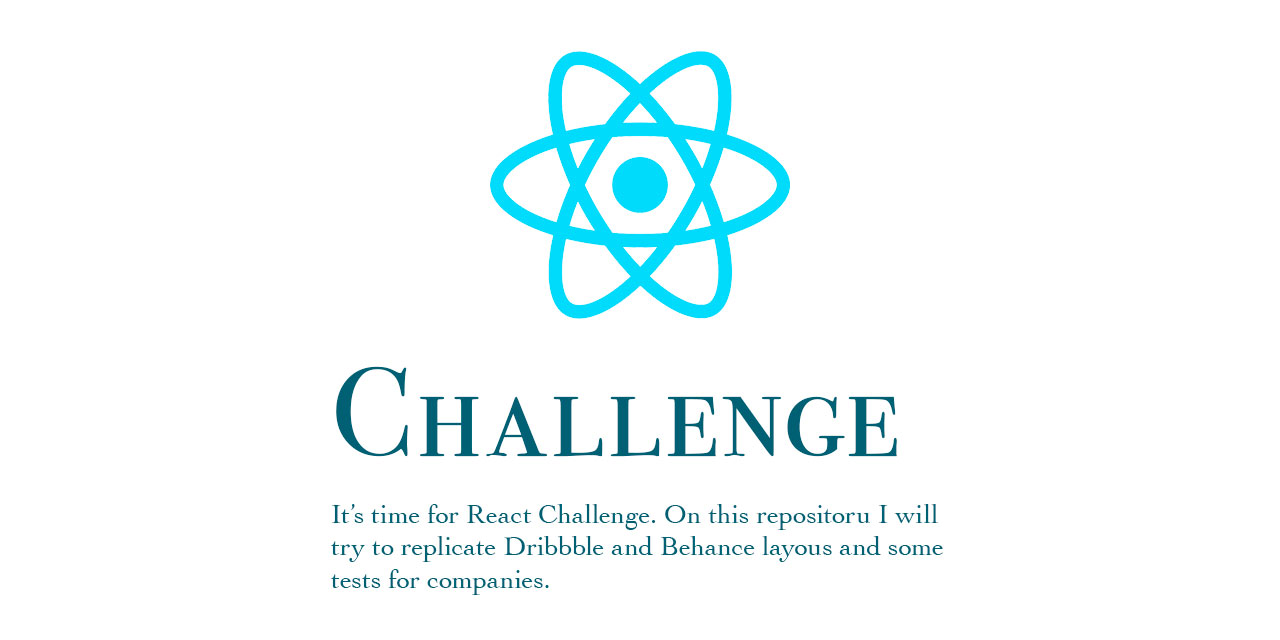 Challenge
It’s time for React Challenge. On this repositoru I will
try to replicate Dribbble and Behance layous and some
tests for companies.